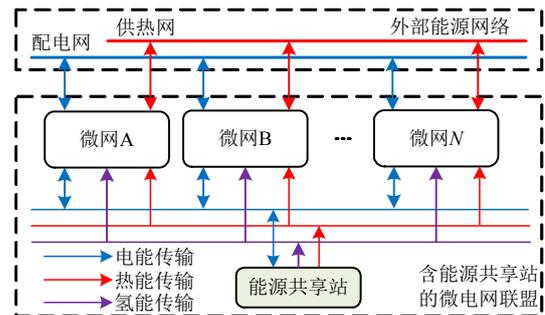 供热网
外部能源网络
配电网
微网A
微网B
...
微网N
电能传输
热能传输
氢能传输
能源共享站
含能源共享站
的微电网联盟